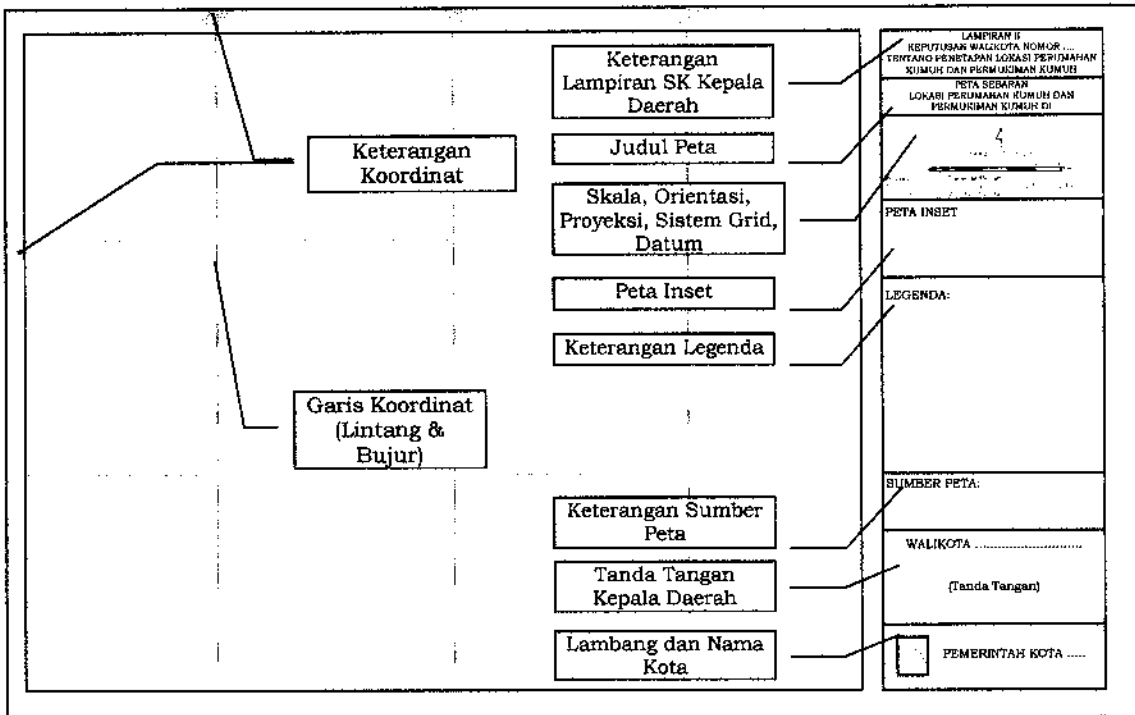 Keterangan
Lampiran SK Kepala
Daerah
Keterangan
Koordinat
Judul Peta
Skala, Orientasi,
Proyeksi, Sistem Grid,
Datum
Peta Inset
Keterangan Legenda
Garis Koordinat
(Lintang &
Bujur)
Keterangan Sumber
Peta
Tanda Tangan
Kepala Daerah
Lambang dan Nama
Kota
LAMPIRAN II
KEPUTUSAN WALIKOTA NOMOR ....
TENTANG PENETAPAN LOKASI PERUMAHAN
KUMUH DAN PERMUKIMAN KUMUH
PETA SEBARAN
LOKASI PERUMAHAN KUMUH DAN
PERMUKIMAN KUMUH DI
PETA INSET
LEGENDA:
SUMBER PETA:
WALIKOTA ............................
(Tanda Tangan)
PEMERINTAH KOTA .....